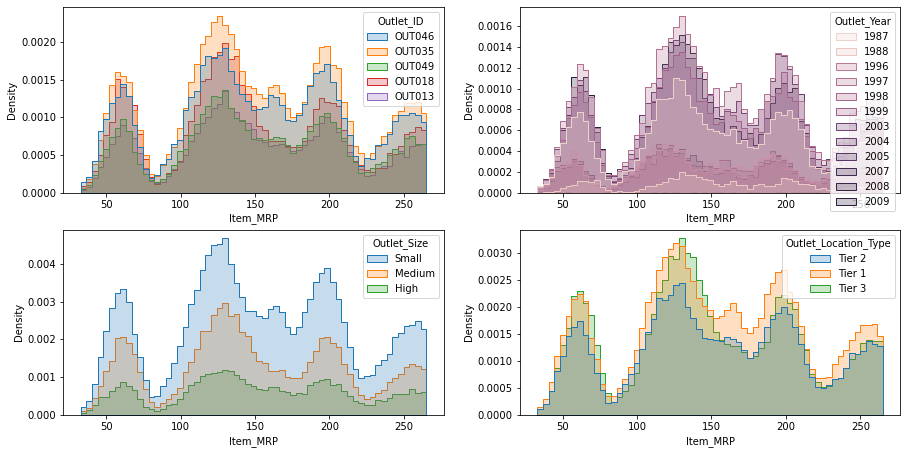 Density
0.0020
0.0015
0.0010
0.0005
0.0000
50
100
150
200
250
Item_MRP
Outlet_ID
OUT046
OUT035
OUT049
OUT018
OUT013
Density
0.0016
0.0014
0.0012
0.0010
0.0008
0.0006
0.0004
0.0002
0.0000
50
100
150
200
Item_MRP
Outlet_Year
1987
1988
1996
1997
1998
1999
2003
2004
2005
2007
2008
2009
Density
0.004
0.003
0.002
0.001
0.000
50
100
150
200
250
Item_MRP
Outlet_Size
Small
Medium
High
Density
0.0030
0.0025
0.0020
0.0015
0.0010
0.0005
0.0000
50
100
150
200
250
Item_MRP
Outlet_Location_Type
Tier 2
Tier 1
Tier 3